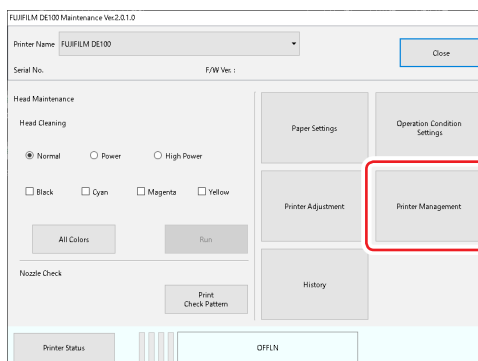 FUJIFILM DE100 Maintenance Ver.2.0.1.0
Printer Name FUJIFILM DE100
Close
Serial No. F/W Ver. :
Head Maintenance
Head Cleaning
Normal Power High Power
Black Cyan Magenta Yellow
All Colors Run
Nozzle Check
Print
Check Pattern
Paper Settings
Operation Condition
Settings
Printer Adjustment
Printer Management
History
Printer Status
OFFLN